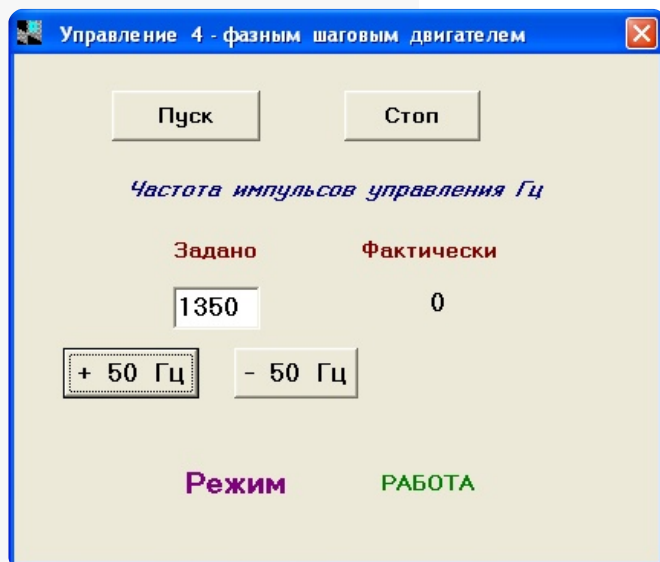 Управление 4 - фазным шаговым двигателем
Пуск Стоп
Частота импульсов управления Гц
Задано Фактически
1350 0
+ 50 Гц - 50 Гц
Режим РАБОТА